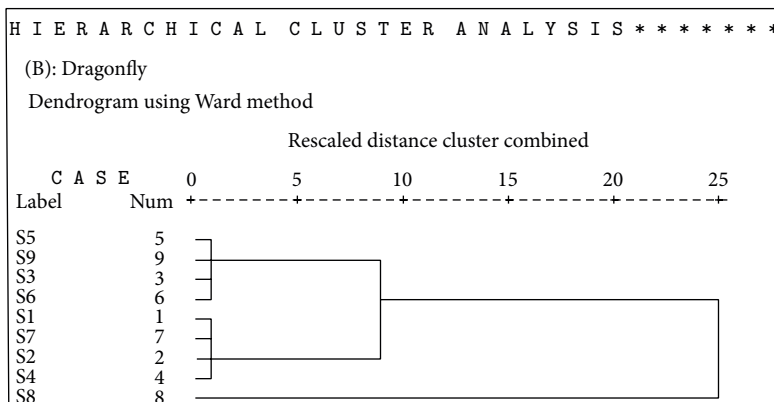 H I E R A R C H I C A L C L U S T E R A N A L Y S I S * * * * * * *
(B): Dragonfly
Dendrogram using Ward method
Rescaled distance cluster combined
C A S E 0 5 10 15 20 25
Label Num
S5 5
S9 9
S3 3
S6 6
S1 1
S7 7
S2 2
S4 4
S8 8